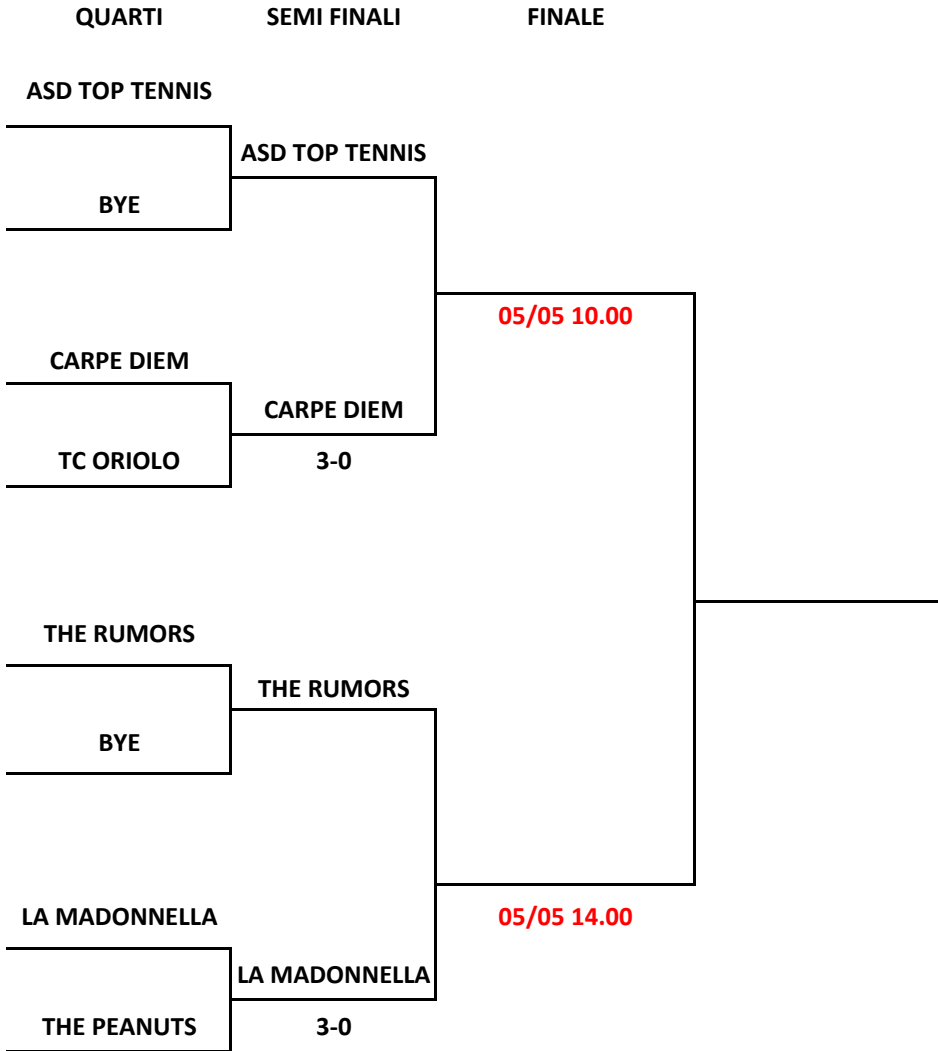 QUARTI SEMI FINALI FINALE
ASD TOP TENNIS
ASD TOP TENNIS
BYE
05/05 10.00
CARPE DIEM
CARPE DIEM
TC ORIOLO 3-0
THE RUMORS
THE RUMORS
BYE
LA MADONNELLA 05/05 14.00
LA MADONNELLA
THE PEANUTS 3-0